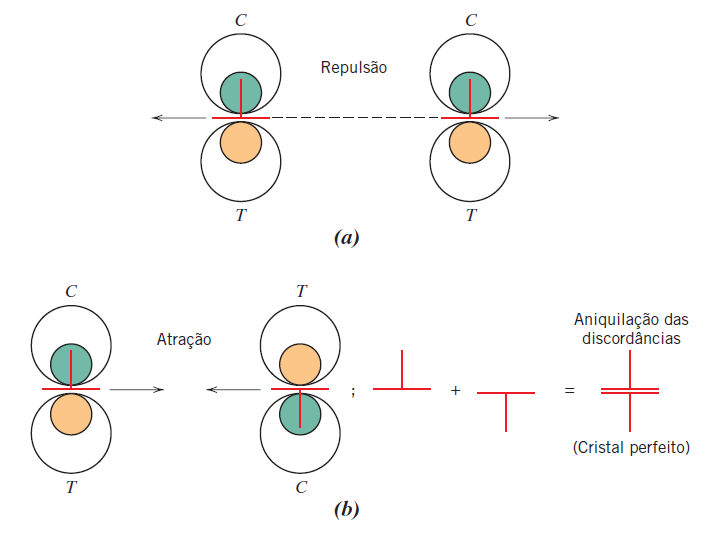 C C
Repulsão
T T
(a)
C T
Aniquilação das
discordâncias
Atração
; + =
(Cristal perfeito)
T C
(b)